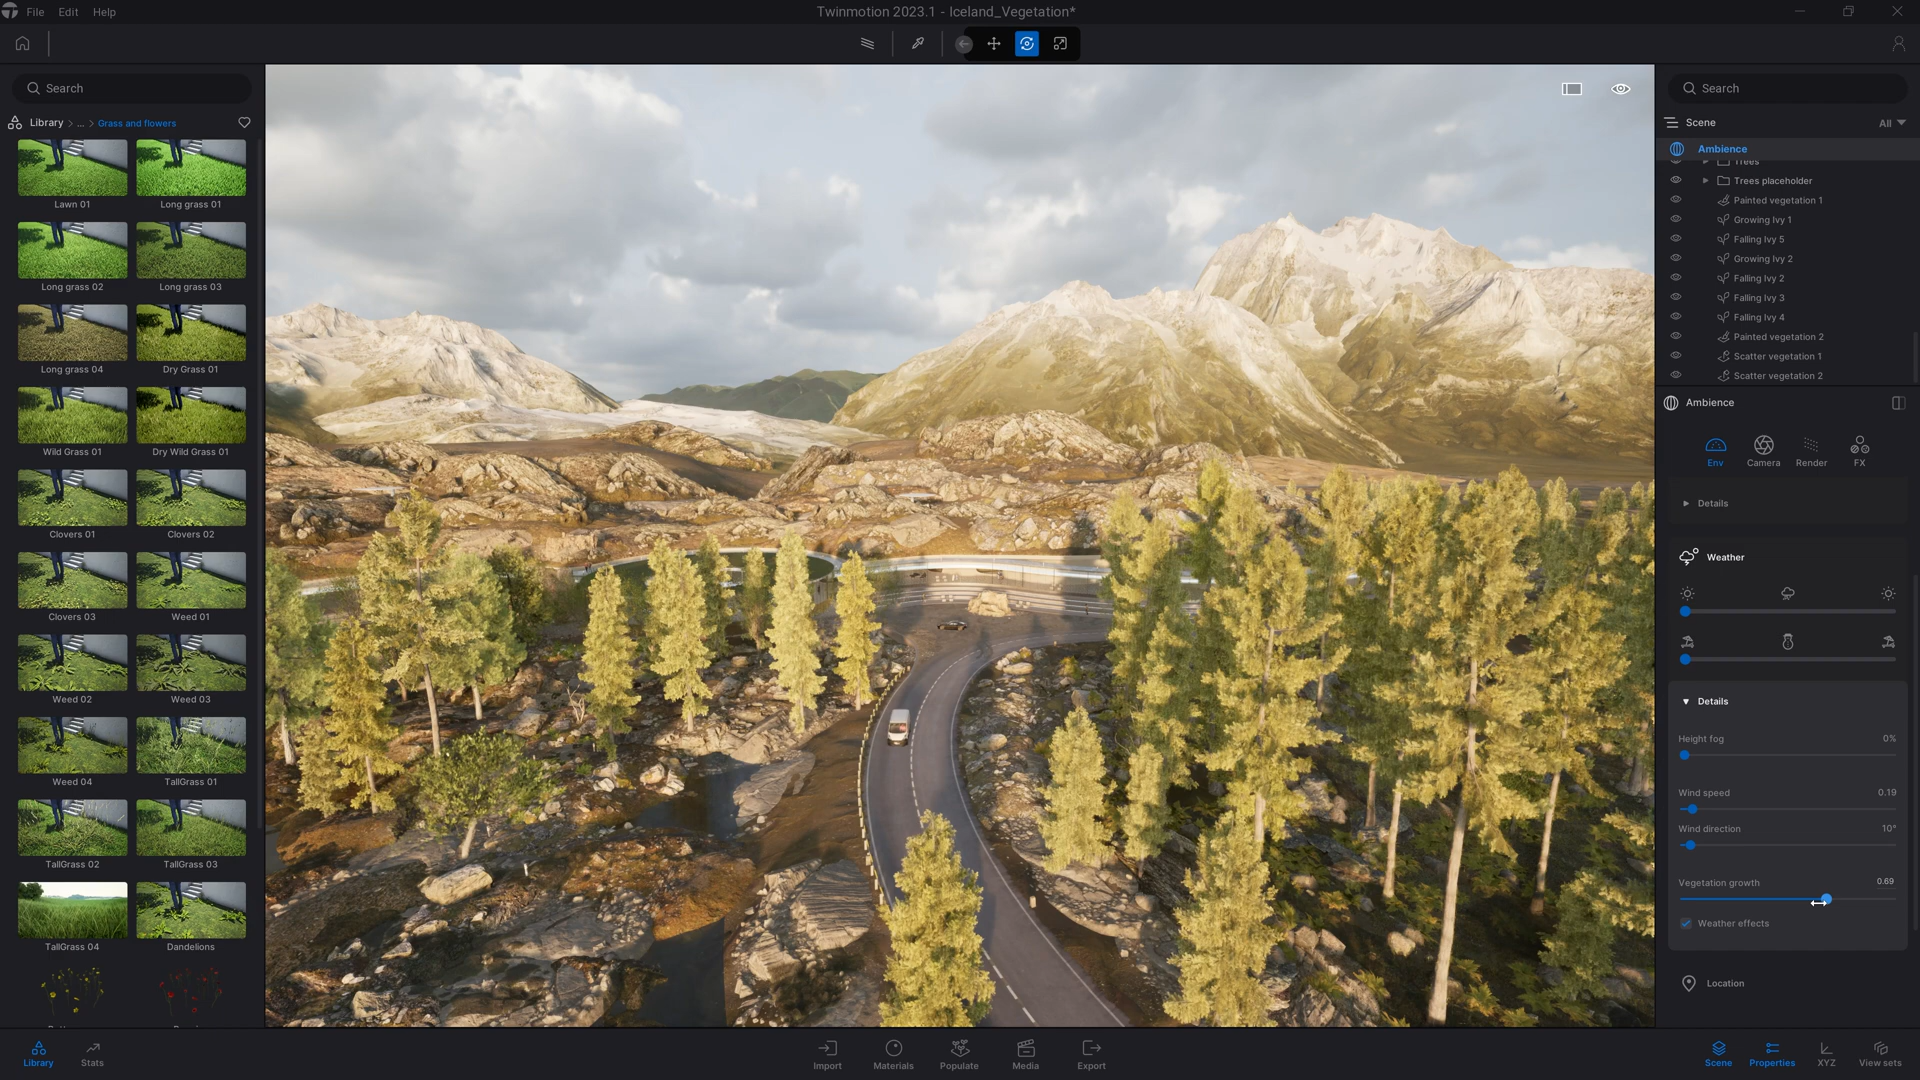 File Edit Help
Twinmotion 2023.1 - Iceland_Vegetation*
Search
Library > ... > Grass and flowers
Lawn 01
Long grass 01
Long grass 02
Long grass 03
Long grass 04
Dry Grass 01
Wild Grass 01
Dry Wild Grass 01
Clovers 01
Clovers 02
Clovers 03
Weed 01
Weed 02
Weed 03
Weed 04
TallGrass 01
TallGrass 02
TallGrass 03
TallGrass 04
Dandelions
Search
Scene
All
Ambience
Trees
Trees placeholder
Painted vegetation 1
Growing Ivy 1
Falling Ivy 5
Growing Ivy 2
Falling Ivy 2
Falling Ivy 3
Falling Ivy 4
Painted vegetation 2
Scatter vegetation 1
Scatter vegetation 2
Ambience
Env Camera Render FX
Details
Weather
Details
Height fog 0%
Wind speed 0.19
Wind direction 10°
Vegetation growth 0.69
Weather effects
Location
Library Stats
Import Materials Populate Media Export
Scene Properties XYZ View sets